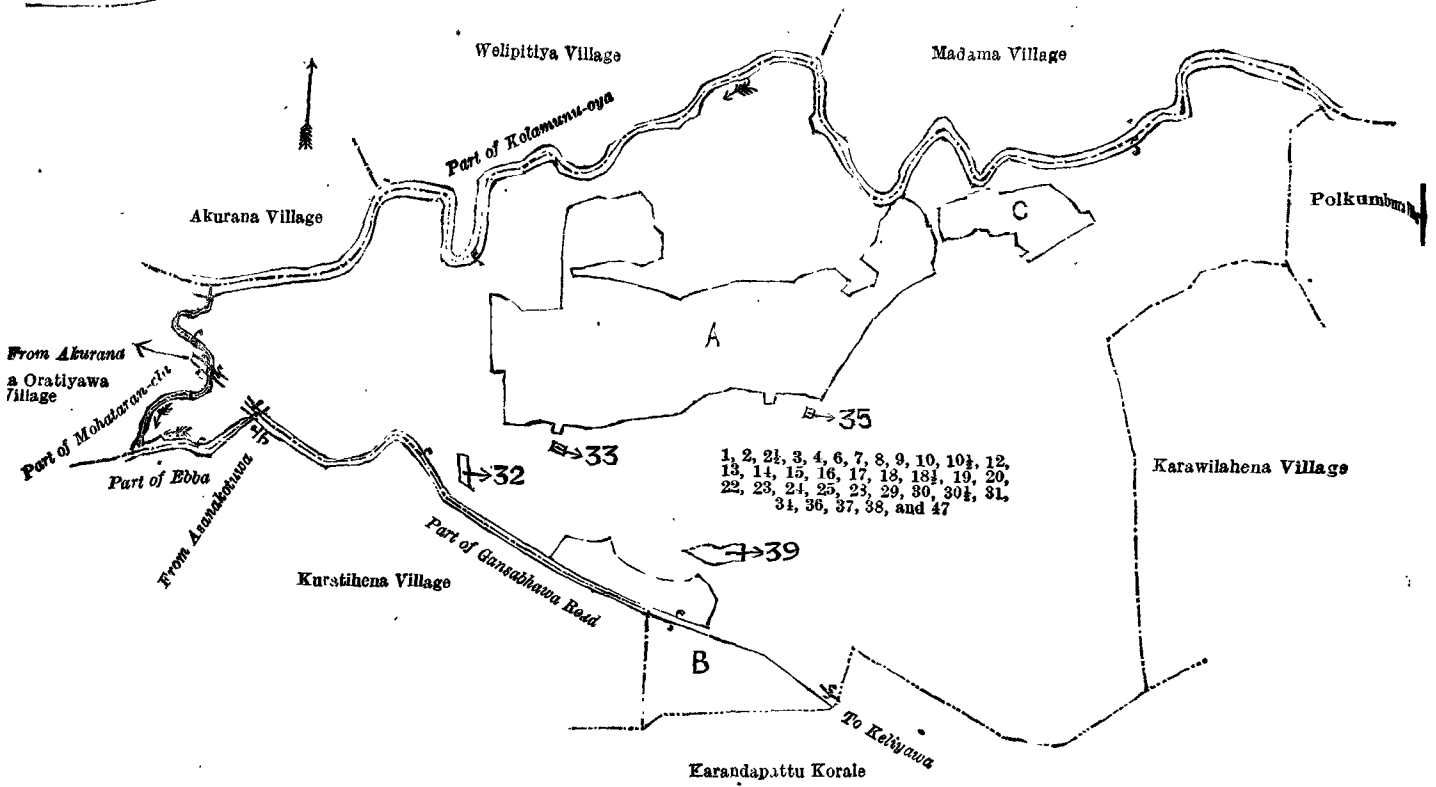 Welipitiya Village
Madama Village
Part of Kolamunu-oya
Akurana Village
C
Polkumbura
From Akurana
a Oratiyawa
Village
A
Part of Mohataran-ela
35
33
32
1, 2, 2½, 3, 4, 6, 7, 8, 9, 10, 10½, 12,
13, 14, 15, 16, 17, 18, 18½, 19, 20,
22, 23, 24, 25, 28, 29, 30, 30½, 31,
34, 36, 37, 38, and 47
Karawilahena Village
Part of Ebba
From Asanakotuwa
39
Part of Gansabhawa Road
Kuratihena Village
B
To Keliyawa
Karandapattu Korale